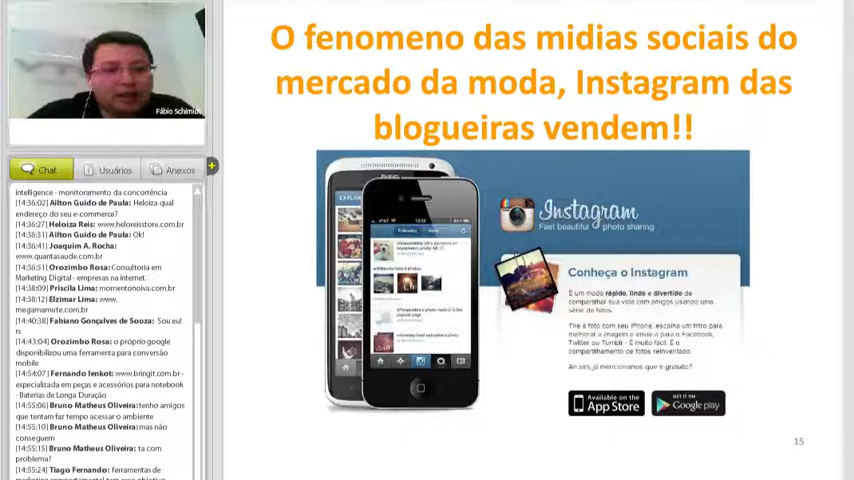 O fenomeno das midias sociais do
mercado da moda, Instagram das
blogueiras vendem!!
Fábio Schimidt
Chat
Usuários
Anexos
intelligence - monitoramento da concorrência
[14:36:02] Ailton Guido de Paula: Heloiza qual
endereço do seu e-commerce?
[14:36:27] Heloiza Reis: www.heloreisstore.com.br
[14:36:31] Ailton Guido de Paula: Ok!
[14:36:41] Joaquim A. Rocha:
www.quantasaude.com.br
[14:36:51] Orozimbo Rosa: Consultoria em
Marketing Digital - empresas na internet.
[14:38:09] Priscila Lima: momentonoiva.com.br
[14:38:12] Elzimar Lima: www.
megamamute.com.br
[14:40:38] Fabiano Gonçalves de Souza: Sou eu!
rs
[14:43:04] Orozimbo Rosa: o próprio google
disponibilizou uma ferramenta para conversão
mobile
[14:54:07] Fernando Ienkot: www.bringit.com.br -
especializada em peças e acessórios para notebook
- Baterias de Longa Duração
[14:55:06] Bruno Matheus Oliveira: tenho amigos
que tentam faz tempo acessar o ambiente
[14:55:10] Bruno Matheus Oliveira: mas não
conseguem
[14:55:15] Bruno Matheus Oliveira: ta com
problema?
[14:55:24] Tiago Fernando: ferramentas de
Instagram
Fast beautiful photo sharing
Conheça o Instagram
É um modo rápido, lindo e divertido de
compartilhar sua vida com amigos usando uma
série de fotos.
Tire a foto com seu iPhone, escolha um filtro para
melhorar a imagem e envie-a para o Facebook,
Twitter ou Tumblr - É muito fácil. É o
compartilhamento de fotos reinventado.
Ah sim, já mencionamos que é gratuito?
Available on the
App Store
GET IT ON
Google play
15